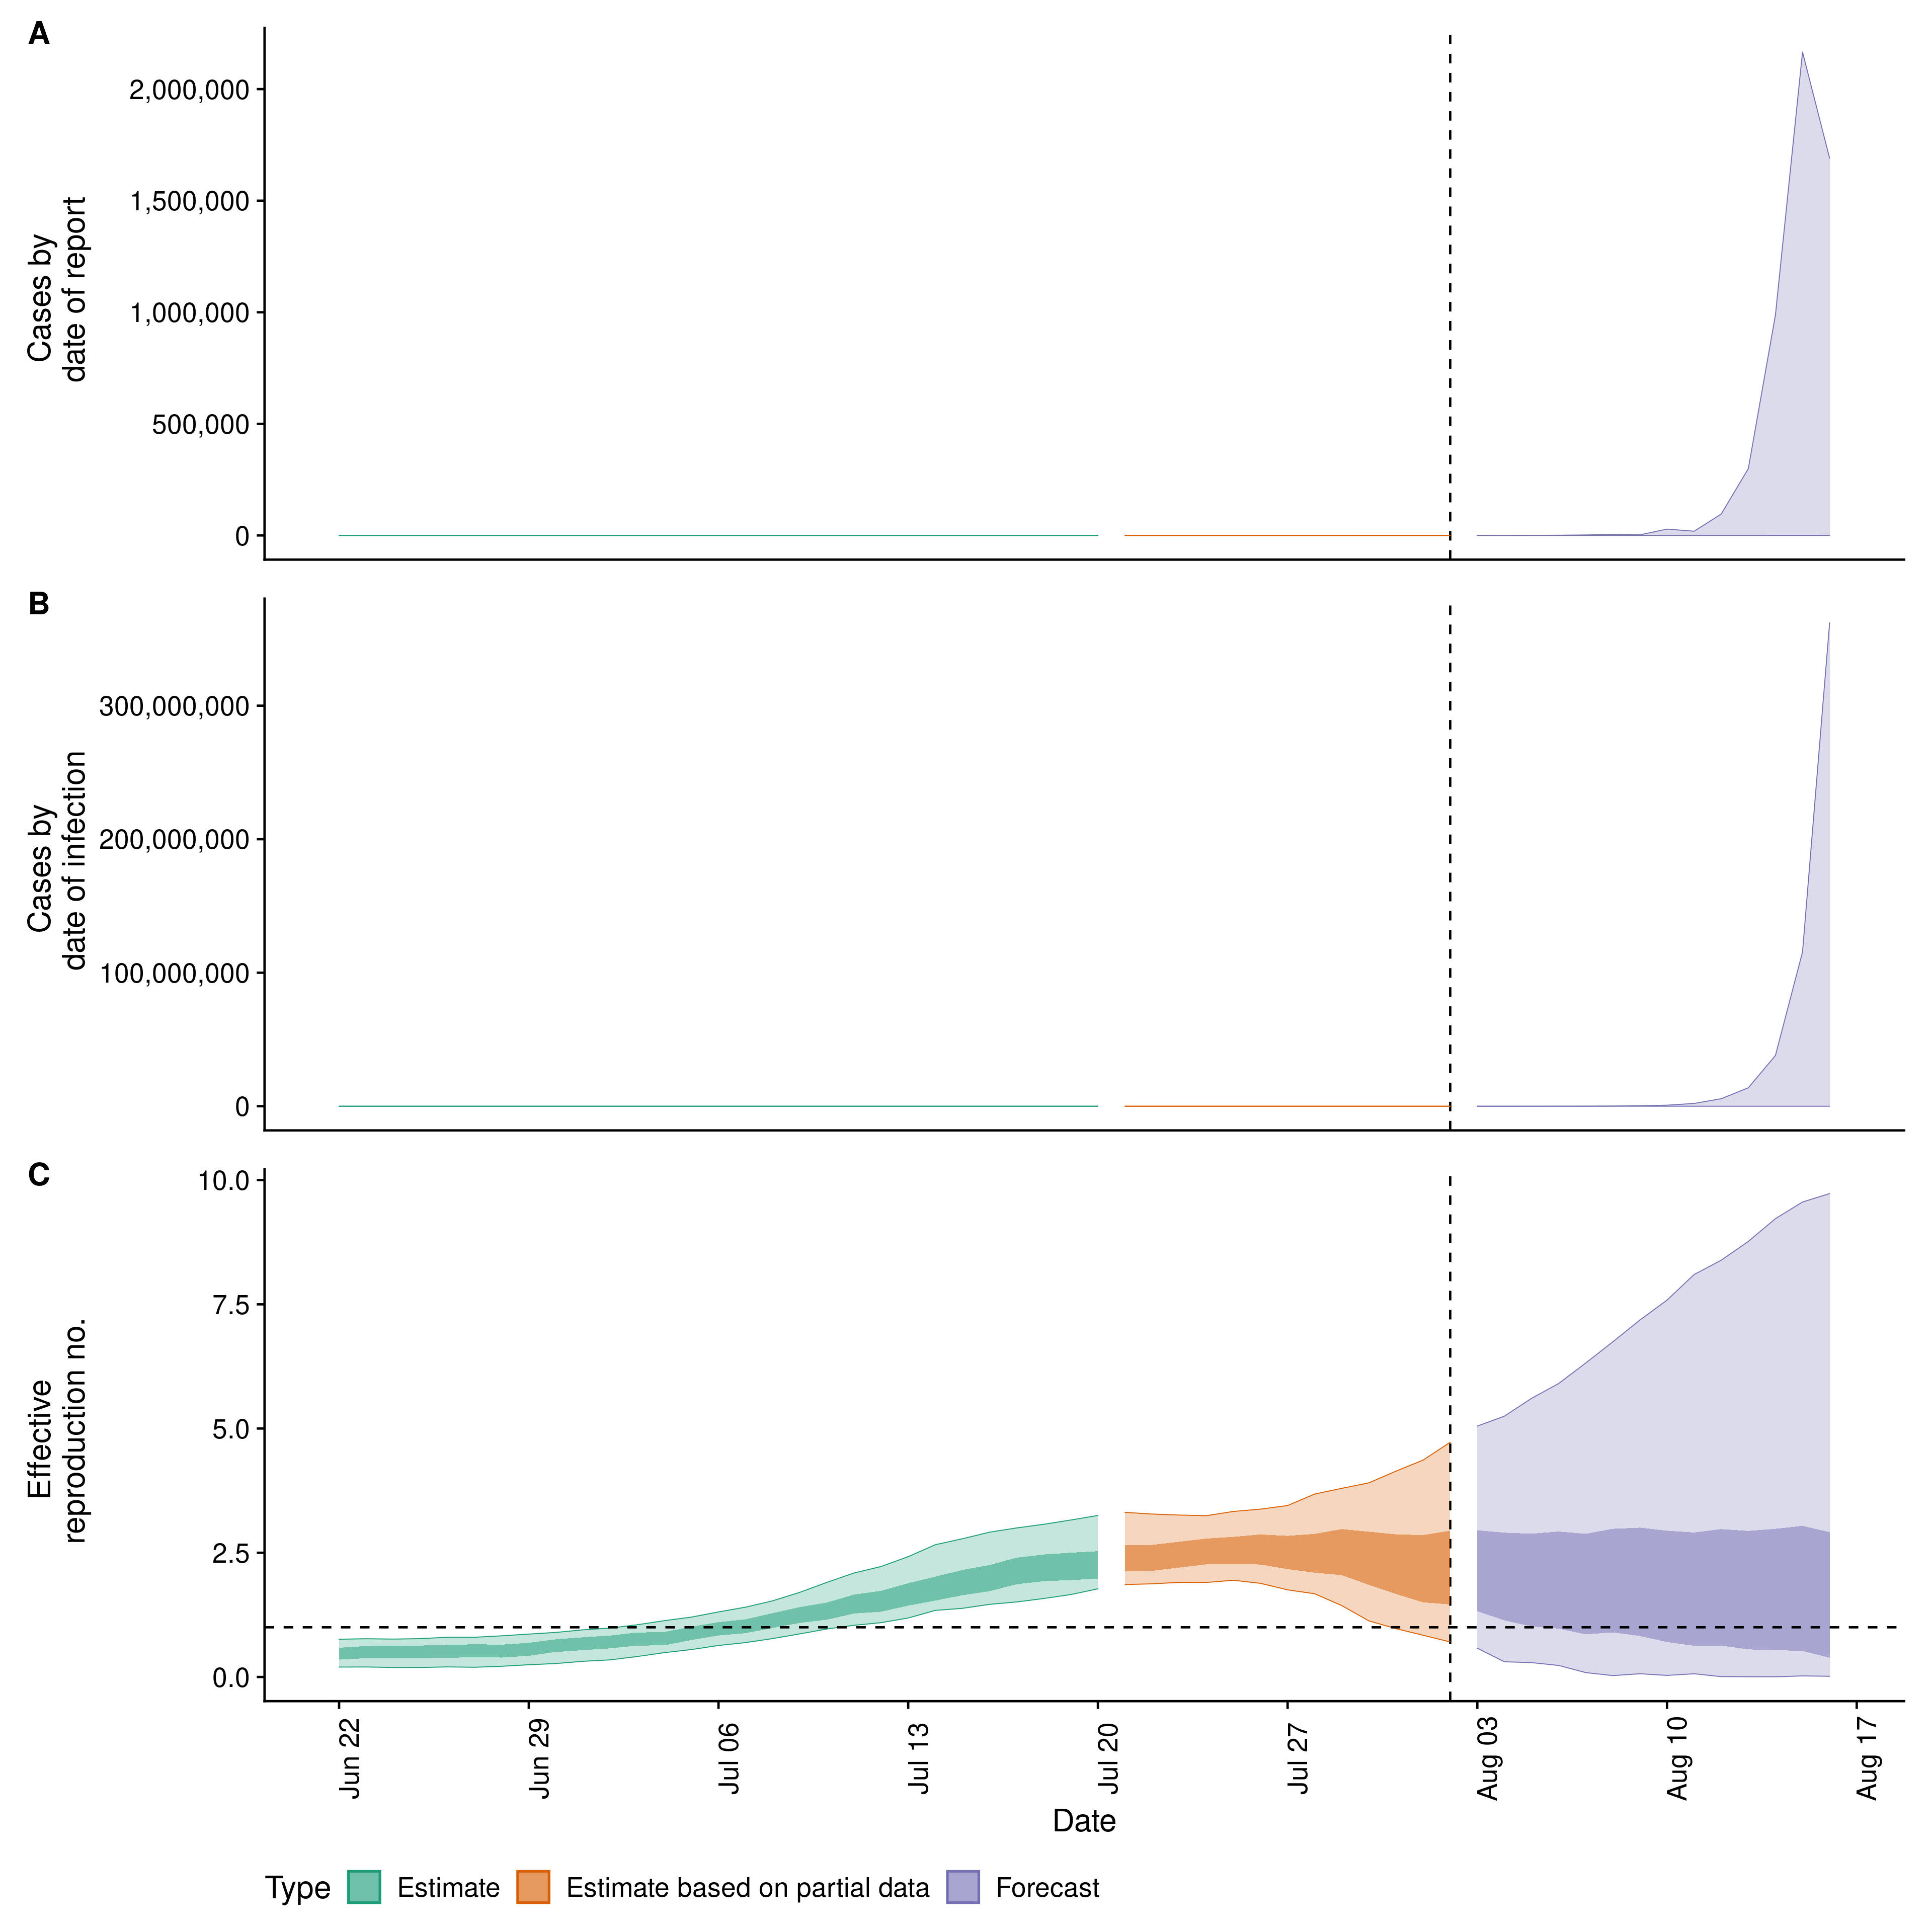 A
Cases by
date of report
2,000,000
1,500,000
1,000,000
500,000
0
B
Cases by
date of infection
300,000,000
200,000,000
100,000,000
0
C
Effective
reproduction no.
10.0
7.5
5.0
2.5
0.0
Jun 22
Jun 29
Jul 06
Jul 13
Jul 20
Jul 27
Aug 03
Aug 10
Aug 17
Date
Type Estimate Estimate based on partial data Forecast